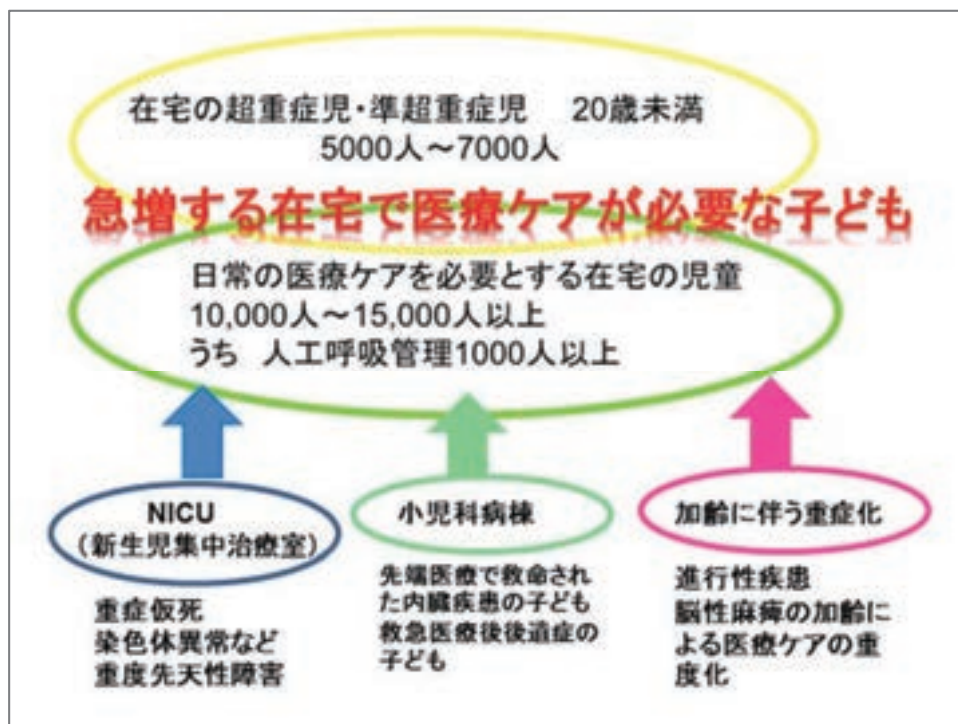 在宅の超重症児・準超重症児　20歳未満
5000人～7000人
急増する在宅で医療ケアが必要な子ども
日常の医療ケアを必要とする在宅の児童
10,000人～15,000人以上
うち　人工呼吸管理1000人以上
NICU
（新生児集中治療室）
重症仮死
染色体異常など
重度先天性障害
小児科病棟
先端医療で救命され
た内臓疾患の子ども
救急医療後後遺症の
子ども
加齢に伴う重症化
進行性疾患
脳性麻痺の加齢に
よる医療ケアの重
度化